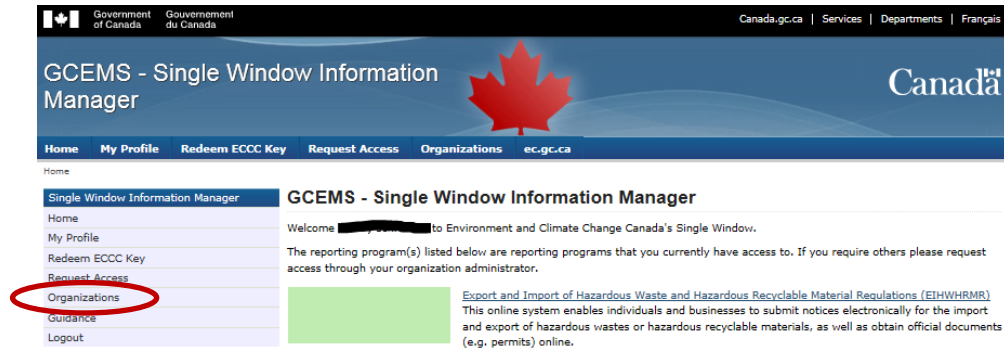 Government of Canada
Gouvernement du Canada
Canada.gc.ca | Services | Departments | Français
GCEMS - Single Window Information
Manager
Canada
Home My Profile Redeem ECCC Key Request Access Organizations ec.gc.ca
Home
Single Window Information Manager
Home
My Profile
Redeem ECCC Key
Request Access
Organizations
Guidance
Logout
GCEMS - Single Window Information Manager
Welcome to Environment and Climate Change Canada's Single Window.
The reporting program(s) listed below are reporting programs that you currently have access to. If you require others please request
access through your organization administrator.
Export and Import of Hazardous Waste and Hazardous Recyclable Material Regulations (EIHWHRMR)
This online system enables individuals and businesses to submit notices electronically for the import
and export of hazardous wastes or hazardous recyclable materials, as well as obtain official documents
(e.g. permits) online.